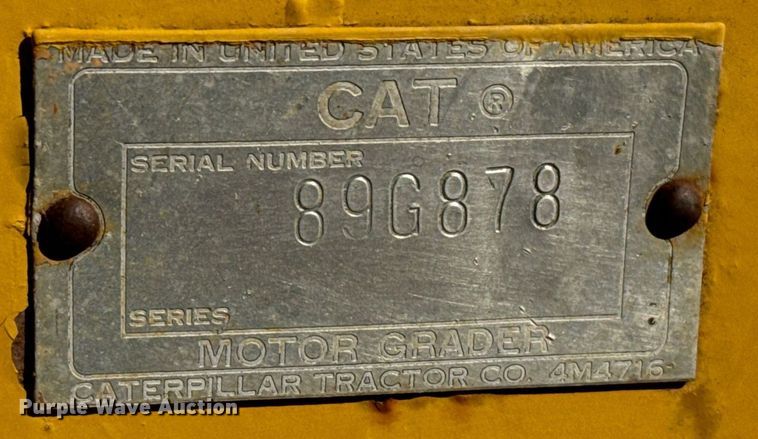 MADE IN UNITED STATES OF AMERICA
CAT ®
SERIAL NUMBER
89G878
SERIES
MOTOR GRADER
CATERPILLAR TRACTOR CO. 4M4716
Purple Wave Auction